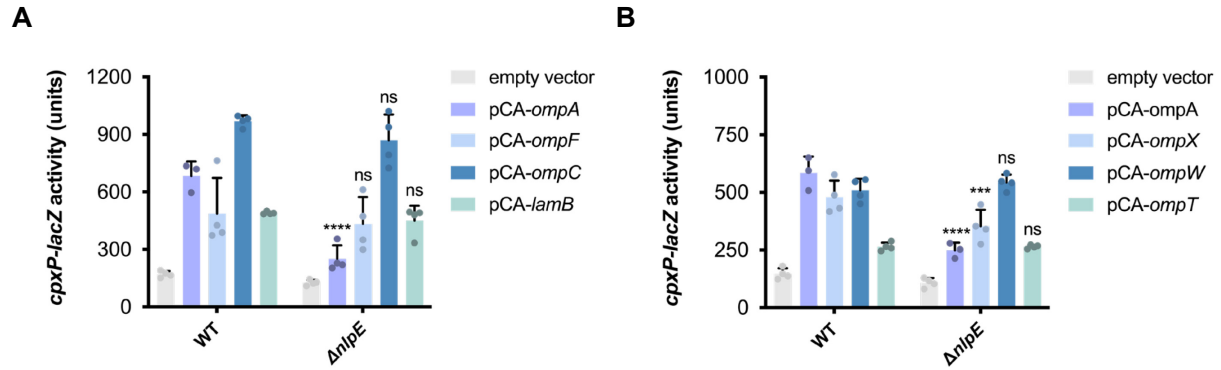 A
cpxP-lacZ activity (units)
1200
900
600
300
0
****
ns
ns
ns
WT
ΔnlpE
empty vector
pCA-ompA
pCA-ompF
pCA-ompC
pCA-lamB
B
cpxP-lacZ activity (units)
1000
750
500
250
0
****
***
ns
ns
WT
ΔnlpE
empty vector
pCA-ompA
pCA-ompX
pCA-ompW
pCA-ompT